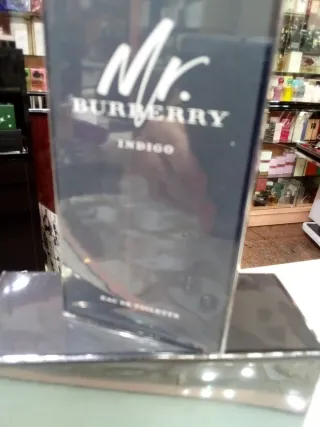 Mr.
BURBERRY
INDIGO
EAU DE TOILETTE